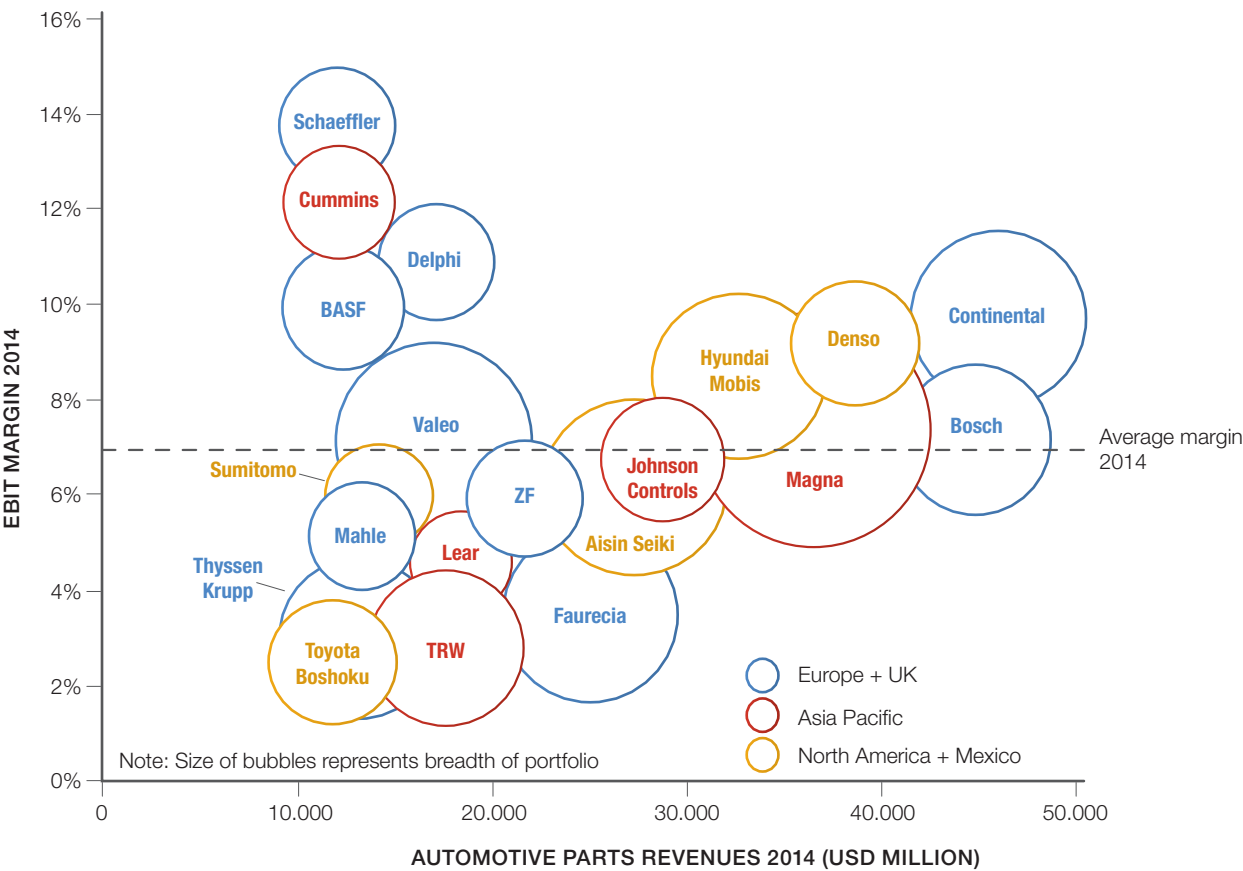 EBIT MARGIN 2014
16%
14%
12%
10%
8%
6%
4%
2%
0%
Schaeffler
Cummins
Delphi
BASF
Continental
Denso
Hyundai
Mobis
Valeo
Bosch
Average margin
2014
Sumitomo
Johnson
Controls
Magna
ZF
Mahle
Aisin Seiki
Lear
Thyssen
Krupp
Faurecia
Toyota
Boshoku
TRW
Europe + UK
Asia Pacific
North America + Mexico
Note: Size of bubbles represents breadth of portfolio
0
10.000
20.000
30.000
40.000
50.000
AUTOMOTIVE PARTS REVENUES 2014 (USD MILLION)